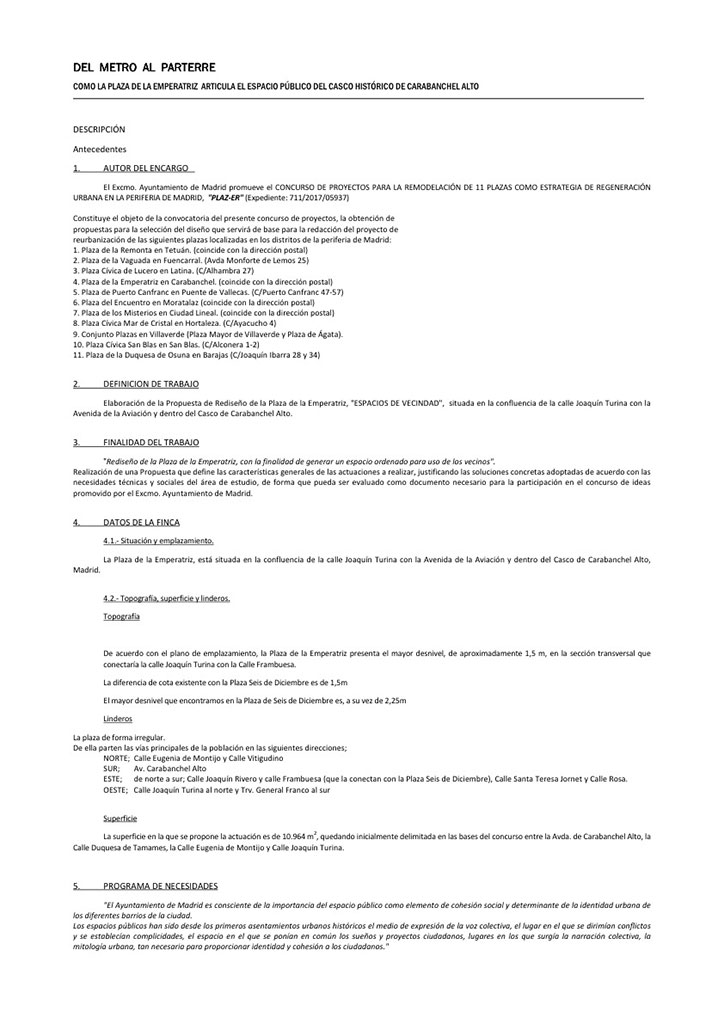 DEL METRO AL PARTERRE
COMO LA PLAZA DE LA EMPERATRIZ ARTICULA EL ESPACIO PÚBLICO DEL CASCO HISTÓRICO DE CARABANCHEL ALTO
DESCRIPCIÓN
Antecedentes
1. AUTOR DEL ENCARGO
El Excmo. Ayuntamiento de Madrid promueve el CONCURSO DE PROYECTOS PARA LA REMODELACIÓN DE 11 PLAZAS COMO ESTRATEGIA DE REGENERACIÓN
URBANA EN LA PERIFERIA DE MADRID, "PLAZ-ER" (Expediente: 711/2017/05937)
Constituye el objeto de la convocatoria del presente concurso de proyectos, la obtención de
propuestas para la selección del diseño que servirá de base para la redacción del proyecto de
reurbanización de las siguientes plazas localizadas en los distritos de la periferia de Madrid:
1. Plaza de la Remonta en Tetuán. (coincide con la dirección postal)
2. Plaza de la Vaguada en Fuencarral. (Avda Monforte de Lemos 25)
3. Plaza Cívica de Lucero en Latina. (C/Alhambra 27)
4. Plaza de la Emperatriz en Carabanchel. (coincide con la dirección postal)
5. Plaza de Puerto Canfranc en Puente de Vallecas. (C/Puerto Canfranc 47-57)
6. Plaza del Encuentro en Moratalaz (coincide con la dirección postal)
7. Plaza de los Misterios en Ciudad Lineal. (coincide con la dirección postal)
8. Plaza Cívica Mar de Cristal en Hortaleza. (C/Ayacucho 4)
9. Conjunto Plazas en Villaverde (Plaza Mayor de Villaverde y Plaza de Ágata).
10. Plaza Cívica San Blas en San Blas. (C/Alconera 1-2)
11. Plaza de la Duquesa de Osuna en Barajas (C/Joaquín Ibarra 28 y 34)
2. DEFINICION DE TRABAJO
Elaboración de la Propuesta de Rediseño de la Plaza de la Emperatriz, "ESPACIOS DE VECINDAD", situada en la confluencia de la calle Joaquín Turina con la
Avenida de la Aviación y dentro del Casco de Carabanchel Alto.
3. FINALIDAD DEL TRABAJO
"Rediseño de la Plaza de la Emperatriz, con la finalidad de generar un espacio ordenado para uso de los vecinos".
Realización de una Propuesta que define las características generales de las actuaciones a realizar, justificando las soluciones concretas adoptadas de acuerdo con las
necesidades técnicas y sociales del área de estudio, de forma que pueda ser evaluado como documento necesario para la participación en el concurso de ideas
promovido por el Excmo. Ayuntamiento de Madrid.
4. DATOS DE LA FINCA
4.1.- Situación y emplazamiento.
La Plaza de la Emperatriz, está situada en la confluencia de la calle Joaquín Turina con la Avenida de la Aviación y dentro del Casco de Carabanchel Alto,
Madrid.
4.2.- Topografía, superficie y linderos.
Topografía
De acuerdo con el plano de emplazamiento, la Plaza de la Emperatriz presenta el mayor desnivel, de aproximadamente 1,5 m, en la sección transversal que
conectaría la calle Joaquín Turina con la Calle Frambuesa.
La diferencia de cota existente con la Plaza Seis de Diciembre es de 1,5m
El mayor desnivel que encontramos en la Plaza de Seis de Diciembre es, a su vez de 2,25m
Linderos
La plaza de forma irregular.
De ella parten las vías principales de la población en las siguientes direcciones;
NORTE; Calle Eugenia de Montijo y Calle Vitigudino
SUR; Av. Carabanchel Alto
ESTE; de norte a sur; Calle Joaquín Rivero y calle Frambuesa (que la conectan con la Plaza Seis de Diciembre), Calle Santa Teresa Jornet y Calle Rosa.
OESTE; Calle Joaquín Turina al norte y Trv. General Franco al sur
Superficie
La superficie en la que se propone la actuación es de 10.964 m², quedando inicialmente delimitada en las bases del concurso entre la Avda. de Carabanchel Alto, la
Calle Duquesa de Tamames, la Calle Eugenia de Montijo y Calle Joaquín Turina.
5. PROGRAMA DE NECESIDADES
"El Ayuntamiento de Madrid es consciente de la importancia del espacio público como elemento de cohesión social y determinante de la identidad urbana de
los diferentes barrios de la ciudad.
Los espacios públicos han sido desde los primeros asentamientos urbanos históricos el medio de expresión de la voz colectiva, el lugar en el que se dirimían conflictos
y se establecían complicidades, el espacio en el que se ponían en común los sueños y proyectos ciudadanos, lugares en los que surgía la narración colectiva, la
mitología urbana, tan necesario para proporcionar identidad y cohesión a los ciudadanos."